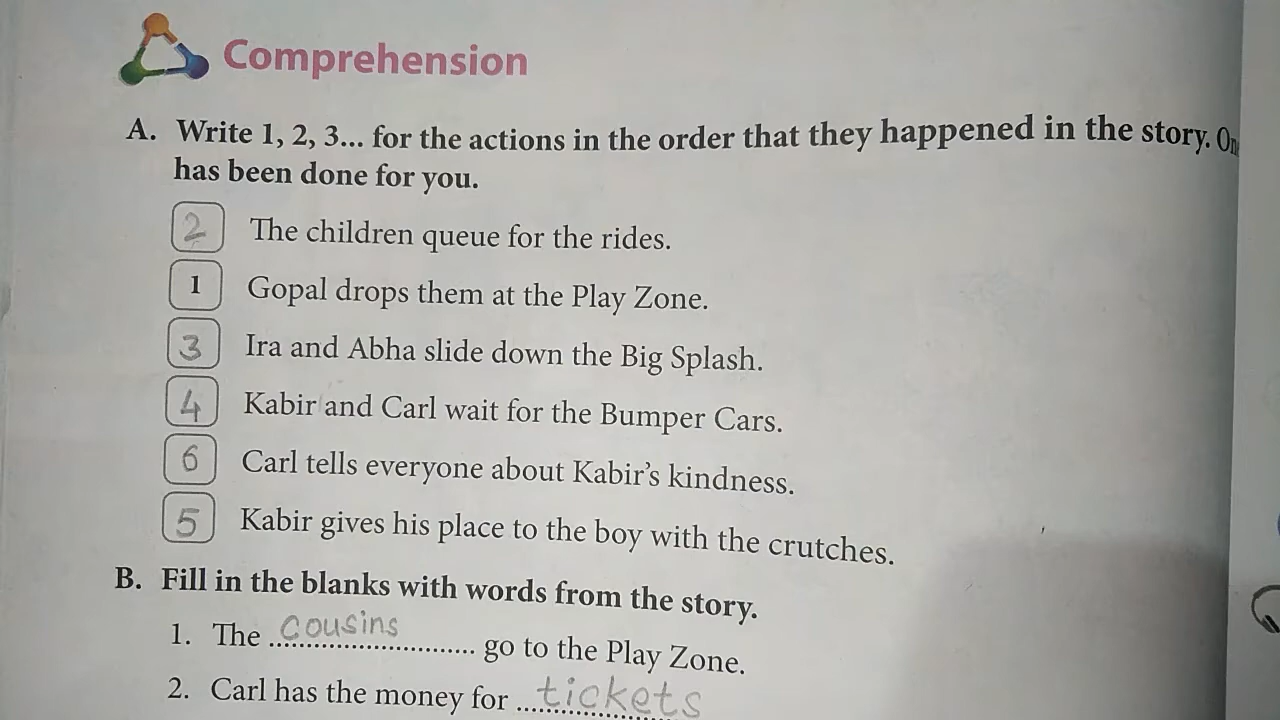 Comprehension
A. Write 1, 2, 3... for the actions in the order that they happened in the story.
has been done for you.
2 The children queue for the rides.
1 Gopal drops them at the Play Zone.
3 Ira and Abha slide down the Big Splash.
4 Kabir and Carl wait for the Bumper Cars.
6 Carl tells everyone about Kabir's kindness.
5 Kabir gives his place to the boy with the crutches.
B. Fill in the blanks with words from the story.
1. The cousins go to the Play Zone.
2. Carl has the money for tickets